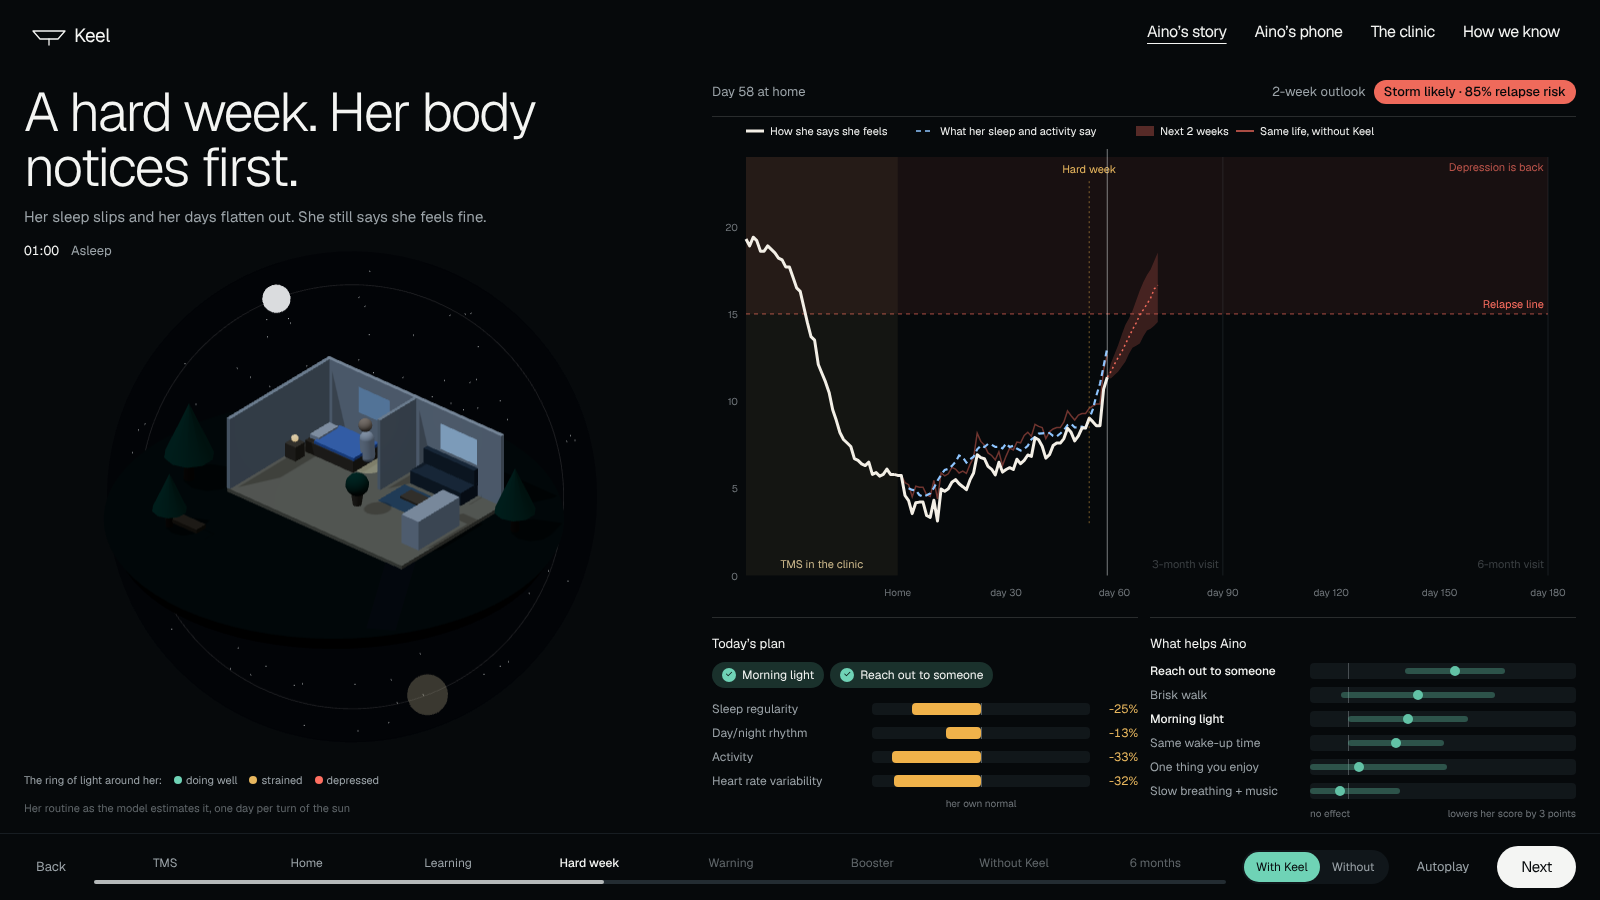 Keel
Aino's story
Aino's phone
The clinic
How we know
A hard week. Her body
notices first.
Her sleep slips and her days flatten out. She still says she feels fine.
01:00 Asleep
Day 58 at home
2-week outlook
Storm likely · 85% relapse risk
How she says she feels
What her sleep and activity say
Next 2 weeks
Same life, without Keel
Hard week
Depression is back
20
Relapse line
15
10
5
TMS in the clinic
3-month visit
6-month visit
0
Home
day 30
day 60
day 90
day 120
day 150
day 180
Today's plan
Morning light
Reach out to someone
Sleep regularity -25%
Day/night rhythm -13%
Activity -33%
Heart rate variability -32%
her own normal
What helps Aino
Reach out to someone
Brisk walk
Morning light
Same wake-up time
One thing you enjoy
Slow breathing + music
no effect
lowers her score by 3 points
The ring of light around her: doing well strained depressed
Her routine as the model estimates it, one day per turn of the sun
Back
TMS
Home
Learning
Hard week
Warning
Booster
Without Keel
6 months
With Keel
Without
Autoplay
Next